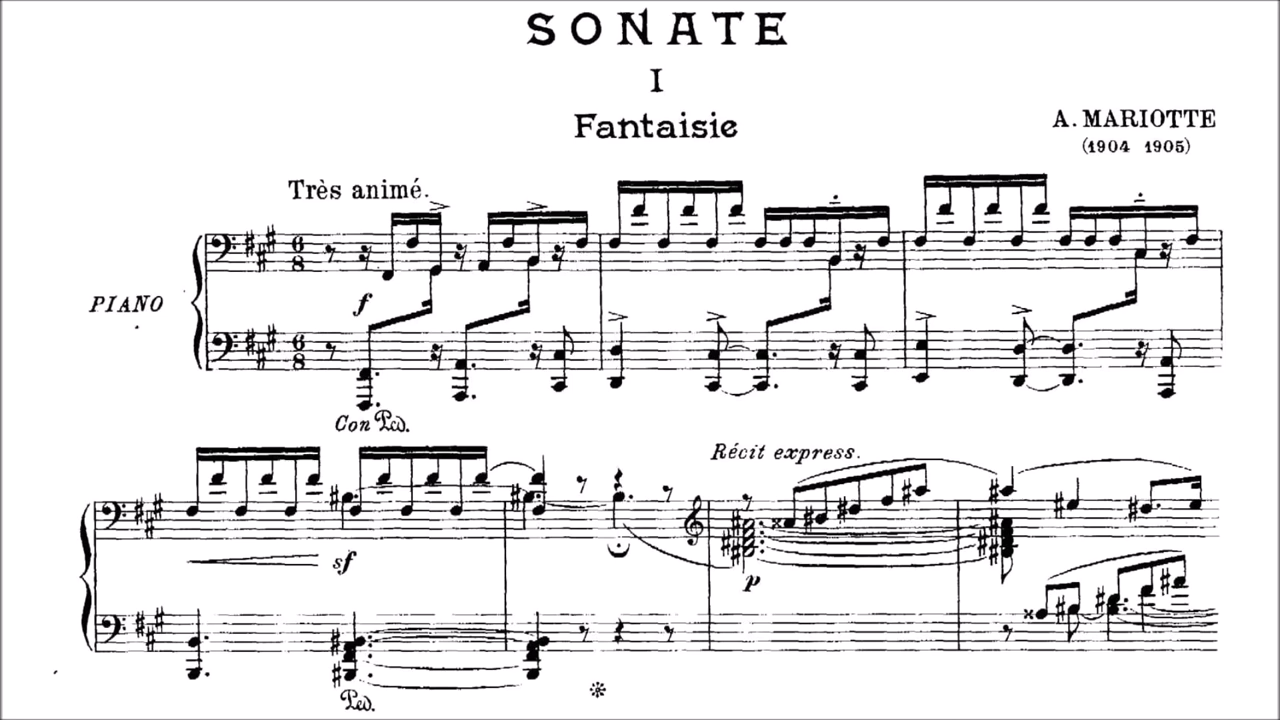 SONATE
I
Fantaisie
A. MARIOTTE
(1904 1905)
Très animé.
PIANO
f
Con Ped.
Récit express.
sf
p
Ped.